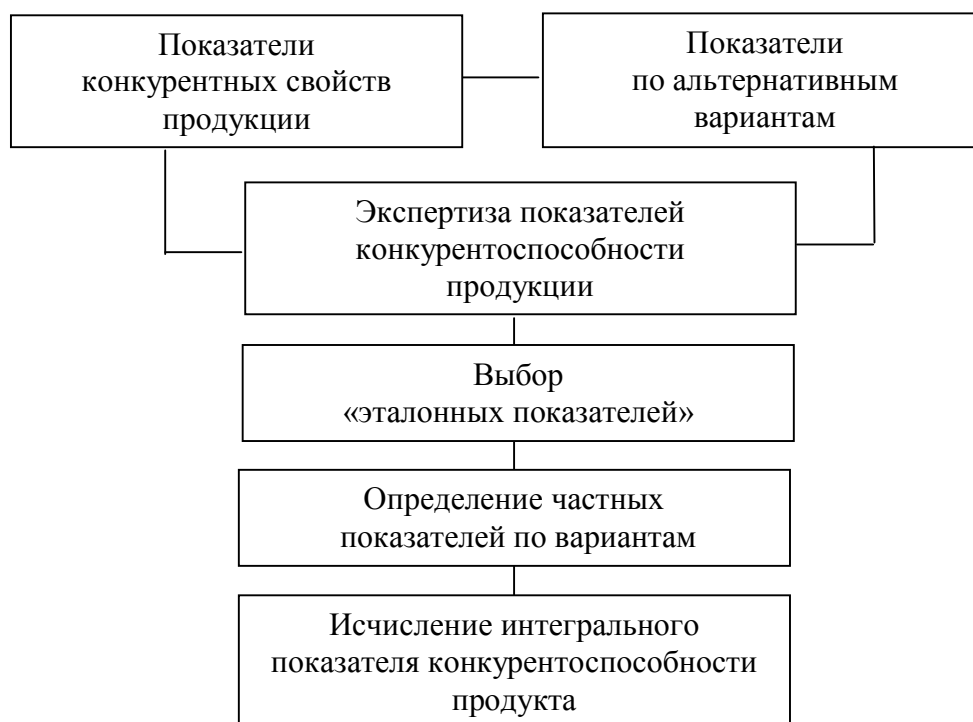 Показатели
конкурентных свойств
продукции
Показатели
по альтернативным
вариантам
Экспертиза показателей
конкурентоспособности
продукции
Выбор
«эталонных показателей»
Определение частных
показателей по вариантам
Исчисление интегрального
показателя конкурентоспособности
продукта